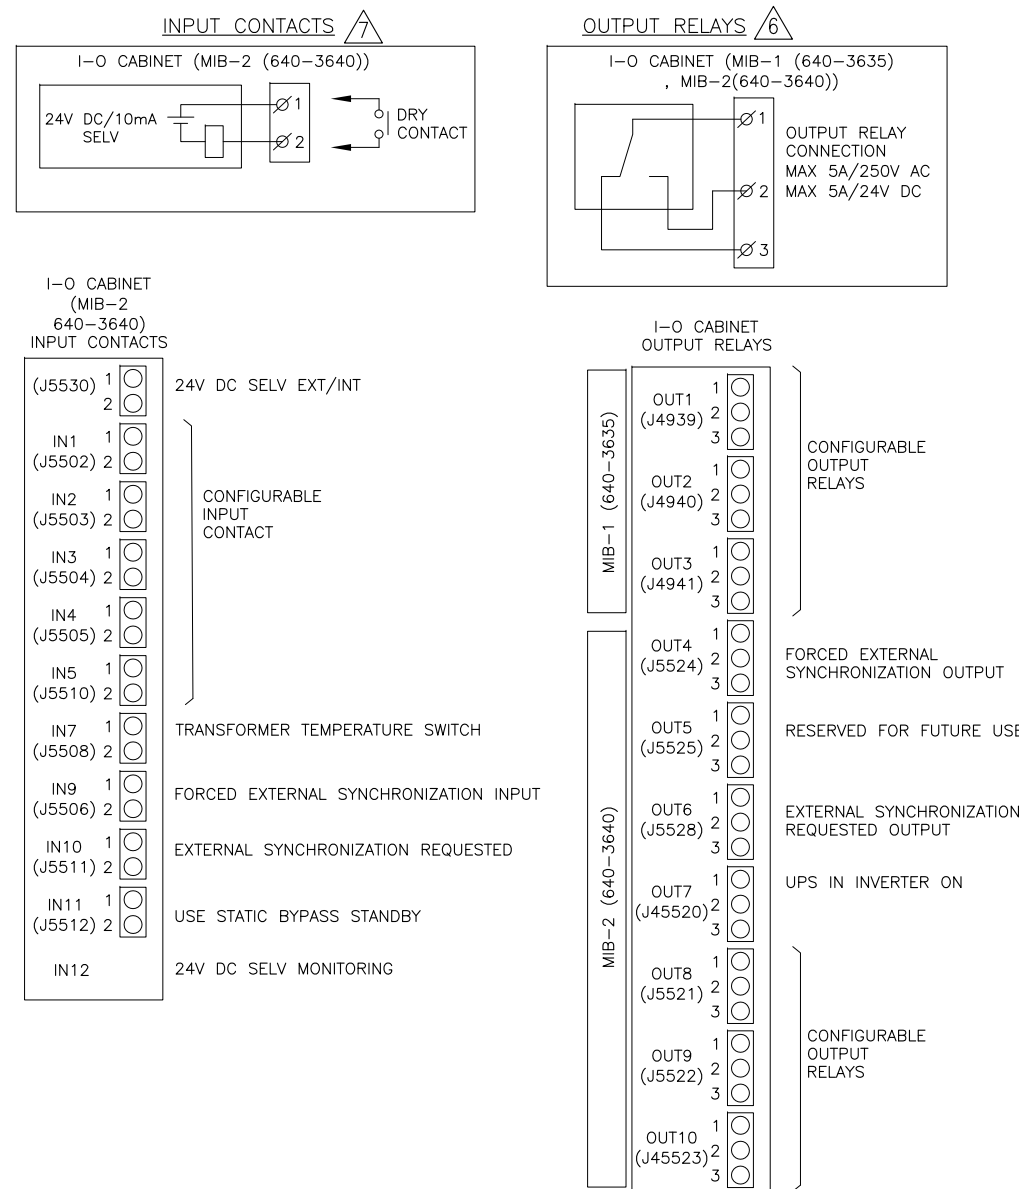 INPUT CONTACTS 7
I-O CABINET (MIB-2 (640-3640))
24V DC/10mA
SELV
1
2
DRY
CONTACT
OUTPUT RELAYS 6
I-O CABINET (MIB-1 (640-3635)
, MIB-2(640-3640))
1
2
3
OUTPUT RELAY
CONNECTION
MAX 5A/250V AC
MAX 5A/24V DC
I-O CABINET
(MIB-2
640-3640)
INPUT CONTACTS
(J5530) 1
2
24V DC SELV EXT/INT
IN1 1
(J5502) 2
IN2 1
(J5503) 2
IN3 1
(J5504) 2
IN4 1
(J5505) 2
IN5 1
(J5510) 2
CONFIGURABLE
INPUT
CONTACT
IN7 1
(J5508) 2
TRANSFORMER TEMPERATURE SWITCH
IN9 1
(J5506) 2
FORCED EXTERNAL SYNCHRONIZATION INPUT
IN10 1
(J5511) 2
EXTERNAL SYNCHRONIZATION REQUESTED
IN11 1
(J5512) 2
USE STATIC BYPASS STANDBY
IN12
24V DC SELV MONITORING
I-O CABINET
OUTPUT RELAYS
MIB-1 (640-3635)
OUT1 1
(J4939) 2
3
OUT2 1
(J4940) 2
3
OUT3 1
(J4941) 2
3
CONFIGURABLE
OUTPUT
RELAYS
MIB-2 (640-3640)
OUT4 1
(J5524) 2
3
FORCED EXTERNAL
SYNCHRONIZATION OUTPUT
OUT5 1
(J5525) 2
3
RESERVED FOR FUTURE USE
OUT6 1
(J5528) 2
3
EXTERNAL SYNCHRONIZATION
REQUESTED OUTPUT
OUT7 1
(J45520) 2
3
UPS IN INVERTER ON
OUT8 1
(J5521) 2
3
OUT9 1
(J5522) 2
3
OUT10 1
(J45523) 2
3
CONFIGURABLE
OUTPUT
RELAYS